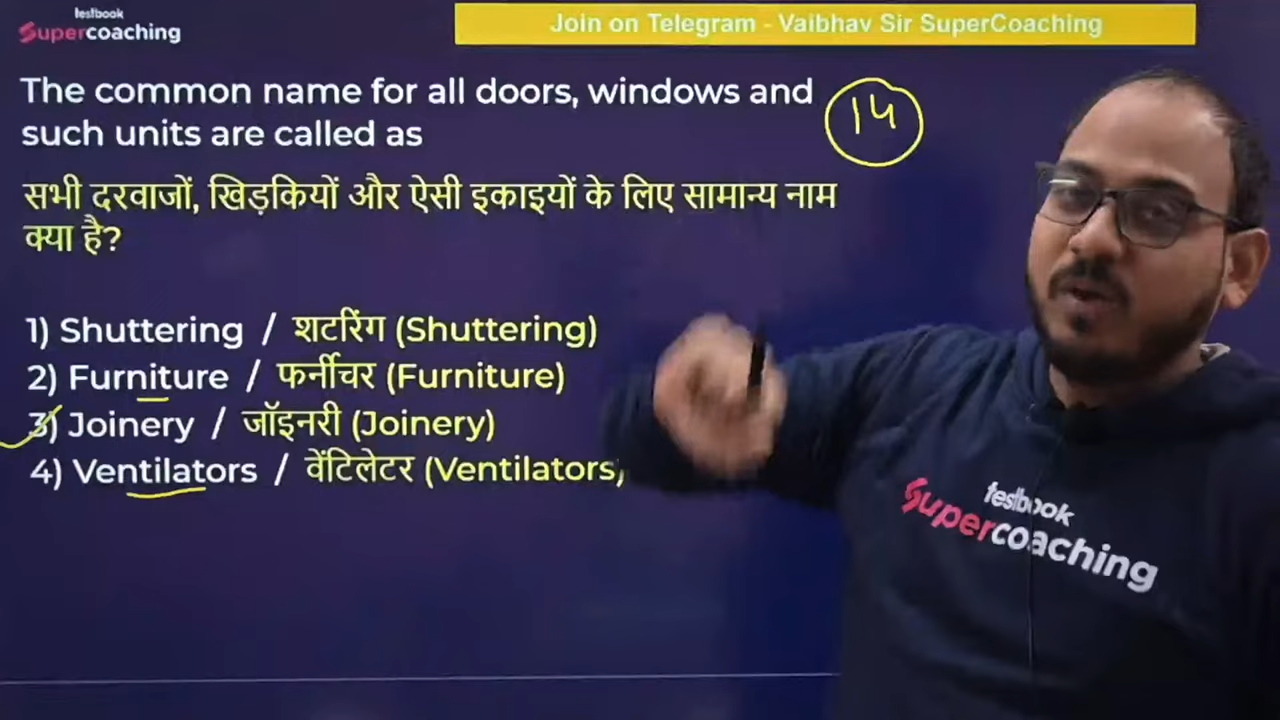 testbook
Supercoaching
Join on Telegram - Vaibhav Sir SuperCoaching
The common name for all doors, windows and
such units are called as
14
सभी दरवाजों, खिड़कियों और ऐसी इकाइयों के लिए सामान्य नाम
क्या है?
1) Shuttering / शटरिंग (Shuttering)
2) Furniture / फर्नीचर (Furniture)
3) Joinery / जॉइनरी (Joinery)
4) Ventilators / वेंटिलेटर (Ventilators)
testbook
Supercoaching